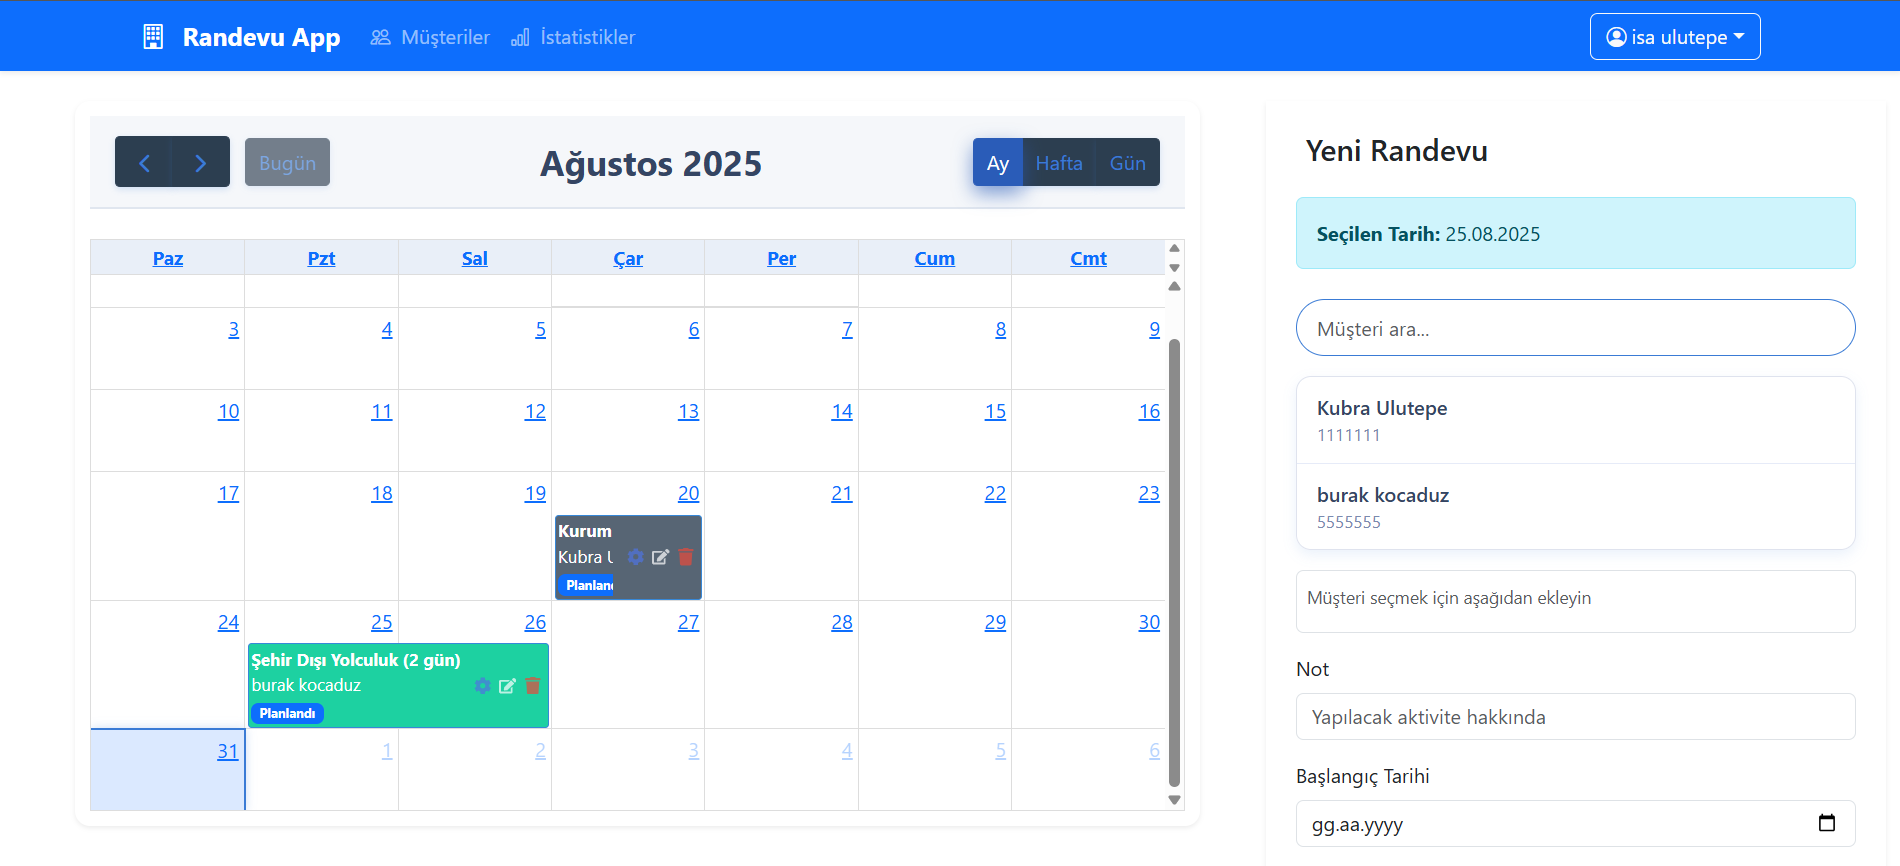 Randevu App Müşteriler İstatistikler isa ulutepe
Bugün Ağustos 2025 Ay Hafta Gün
Paz Pzt Sal Çar Per Cum Cmt
3 4 5 6 7 8 9
10 11 12 13 14 15 16
17 18 19 20 21 22 23
Kurum
Kubra
Planlan
24 25 26 27 28 29 30
Şehir Dışı Yolculuk (2 gün)
burak kocaduz
Planlandı
31 1 2 3 4 5 6
Yeni Randevu
Seçilen Tarih: 25.08.2025
Müşteri ara...
Kubra Ulutepe
1111111
burak kocaduz
5555555
Müşteri seçmek için aşağıdan ekleyin
Not
Yapılacak aktivite hakkında
Başlangıç Tarihi
gg.aa.yyyy